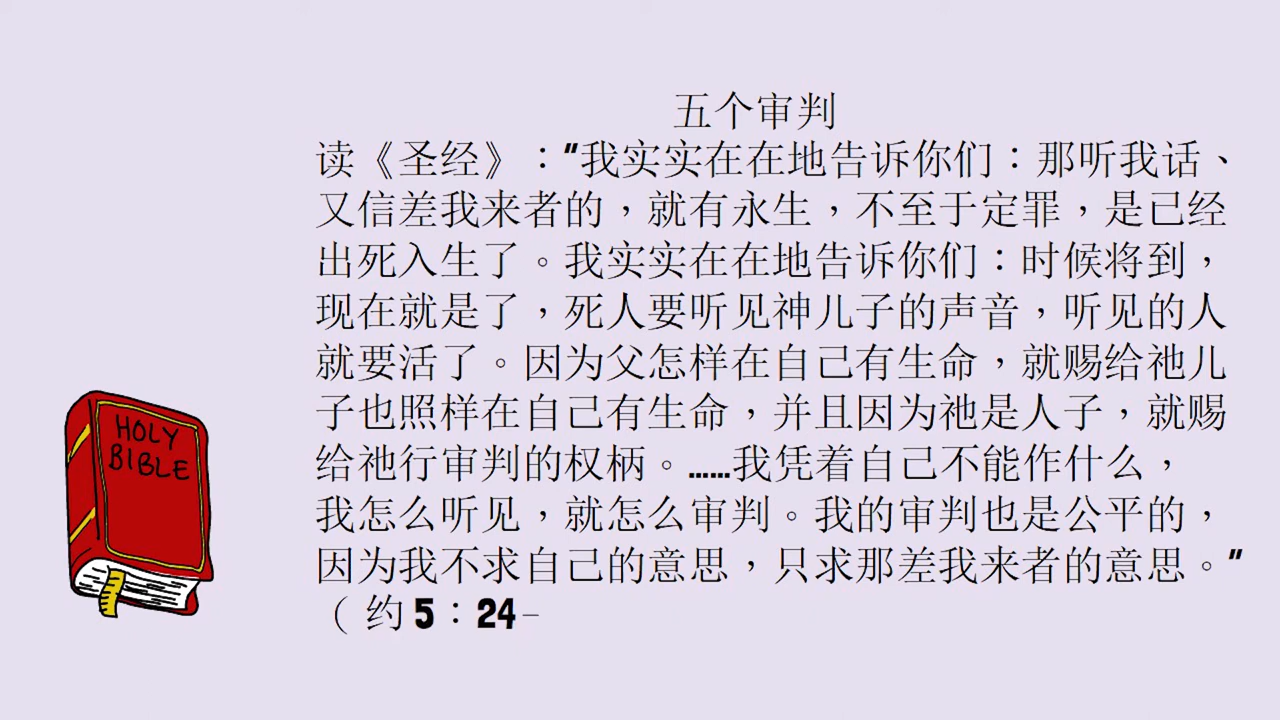 五个审判
读《圣经》："我实实在在地告诉你们：那听我话、
又信差我来者的，就有永生，不至于定罪，是已经
出死入生了。我实实在在地告诉你们：时候将到，
现在就是了，死人要听见神儿子的声音，听见的人
就要活了。因为父怎样在自己有生命，就赐给祂儿
子也照样在自己有生命，并且因为祂是人子，就赐
给祂行审判的权柄。……我凭着自己不能作什么，
我怎么听见，就怎么审判。我的审判也是公平的，
因为我不求自己的意思，只求那差我来者的意思。"
（约5：24-
HOLY
BIBLE